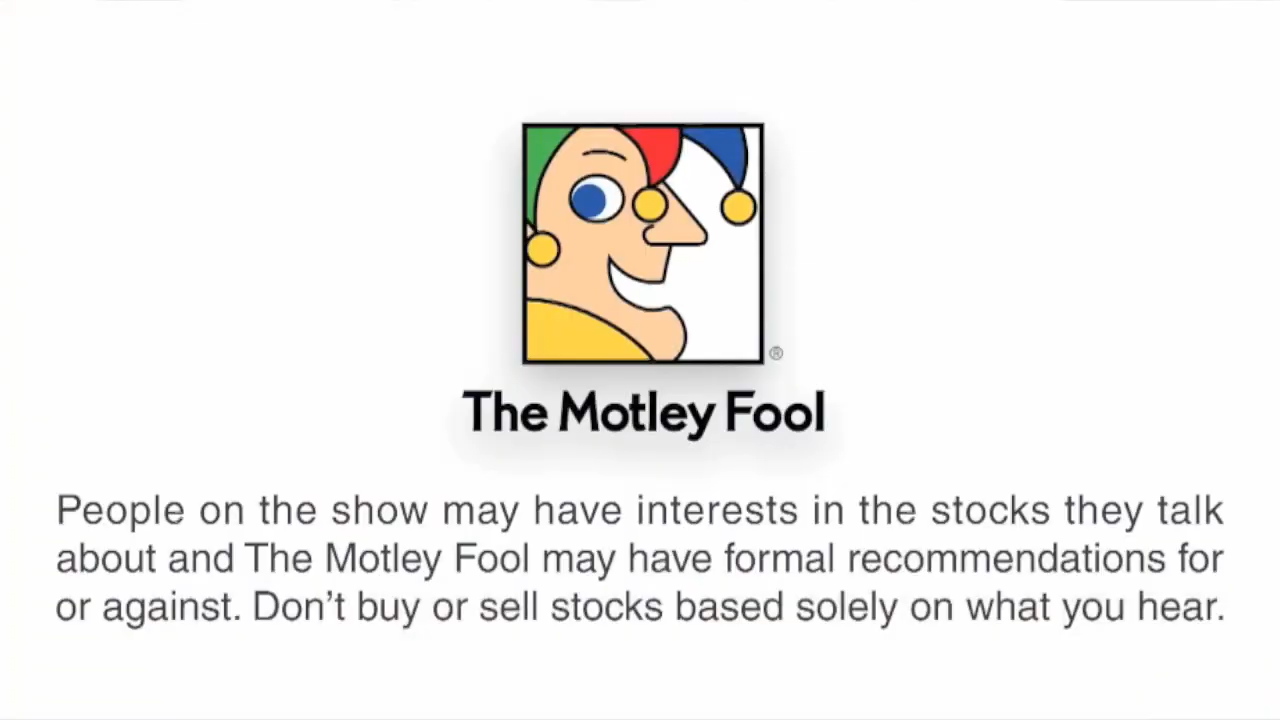 ®
The Motley Fool
People on the show may have interests in the stocks they talk
about and The Motley Fool may have formal recommendations for
or against. Don’t buy or sell stocks based solely on what you hear.